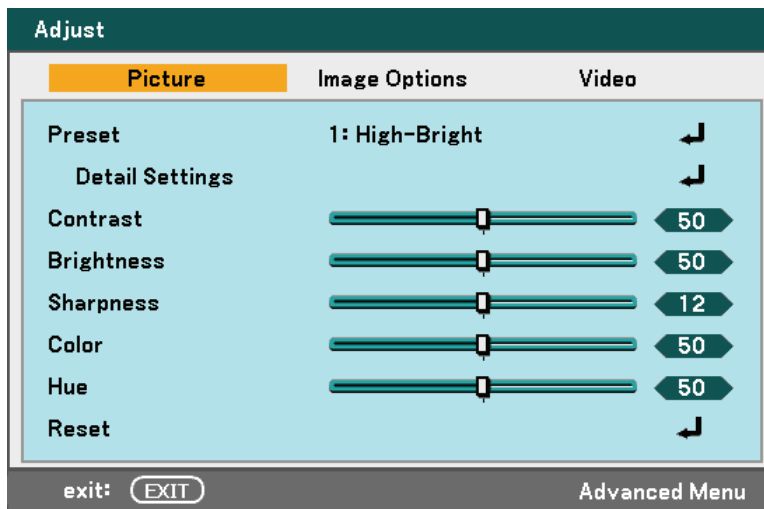 Adjust
Picture Image Options Video
Preset 1: High-Bright
Detail Settings
Contrast 50
Brightness 50
Sharpness 12
Color 50
Hue 50
Reset
exit: EXIT Advanced Menu